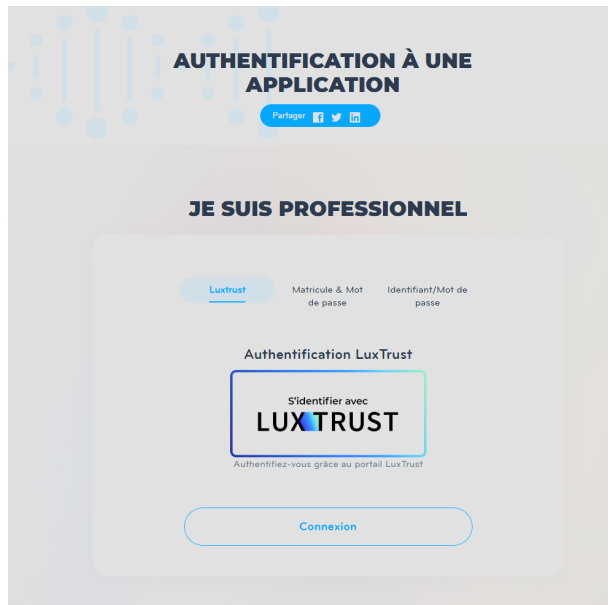 AUTHENTIFICATION À UNE
APPLICATION
Partager
JE SUIS PROFESSIONNEL
Luxtrust
Matricule & Mot
de passe
Identifiant/Mot de
passe
Authentification LuxTrust
S'identifier avec
LUXTRUST
Authentifiez-vous grâce au portail LuxTrust
Connexion